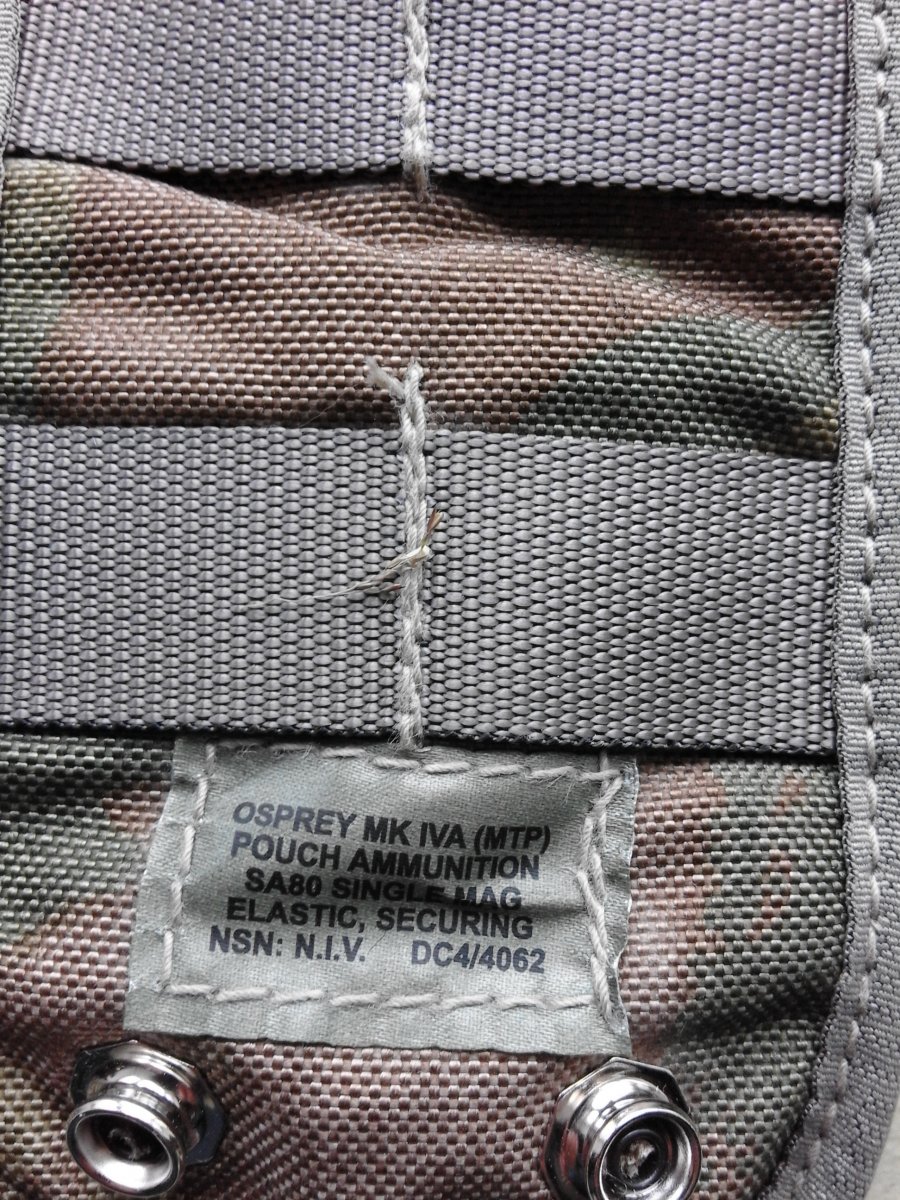 OSPREY MK IVA (MTP)
POUCH AMMUNITION
SA80 SINGLE MAG
ELASTIC, SECURING
NSN: N.I.V. DC4/4062